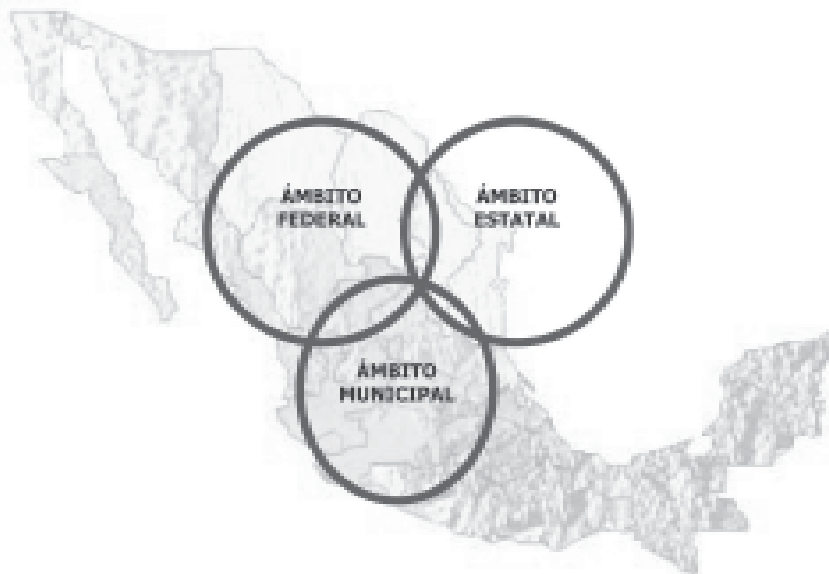 ÁMBITO
FEDERAL
ÁMBITO
ESTATAL
ÁMBITO
MUNICIPAL